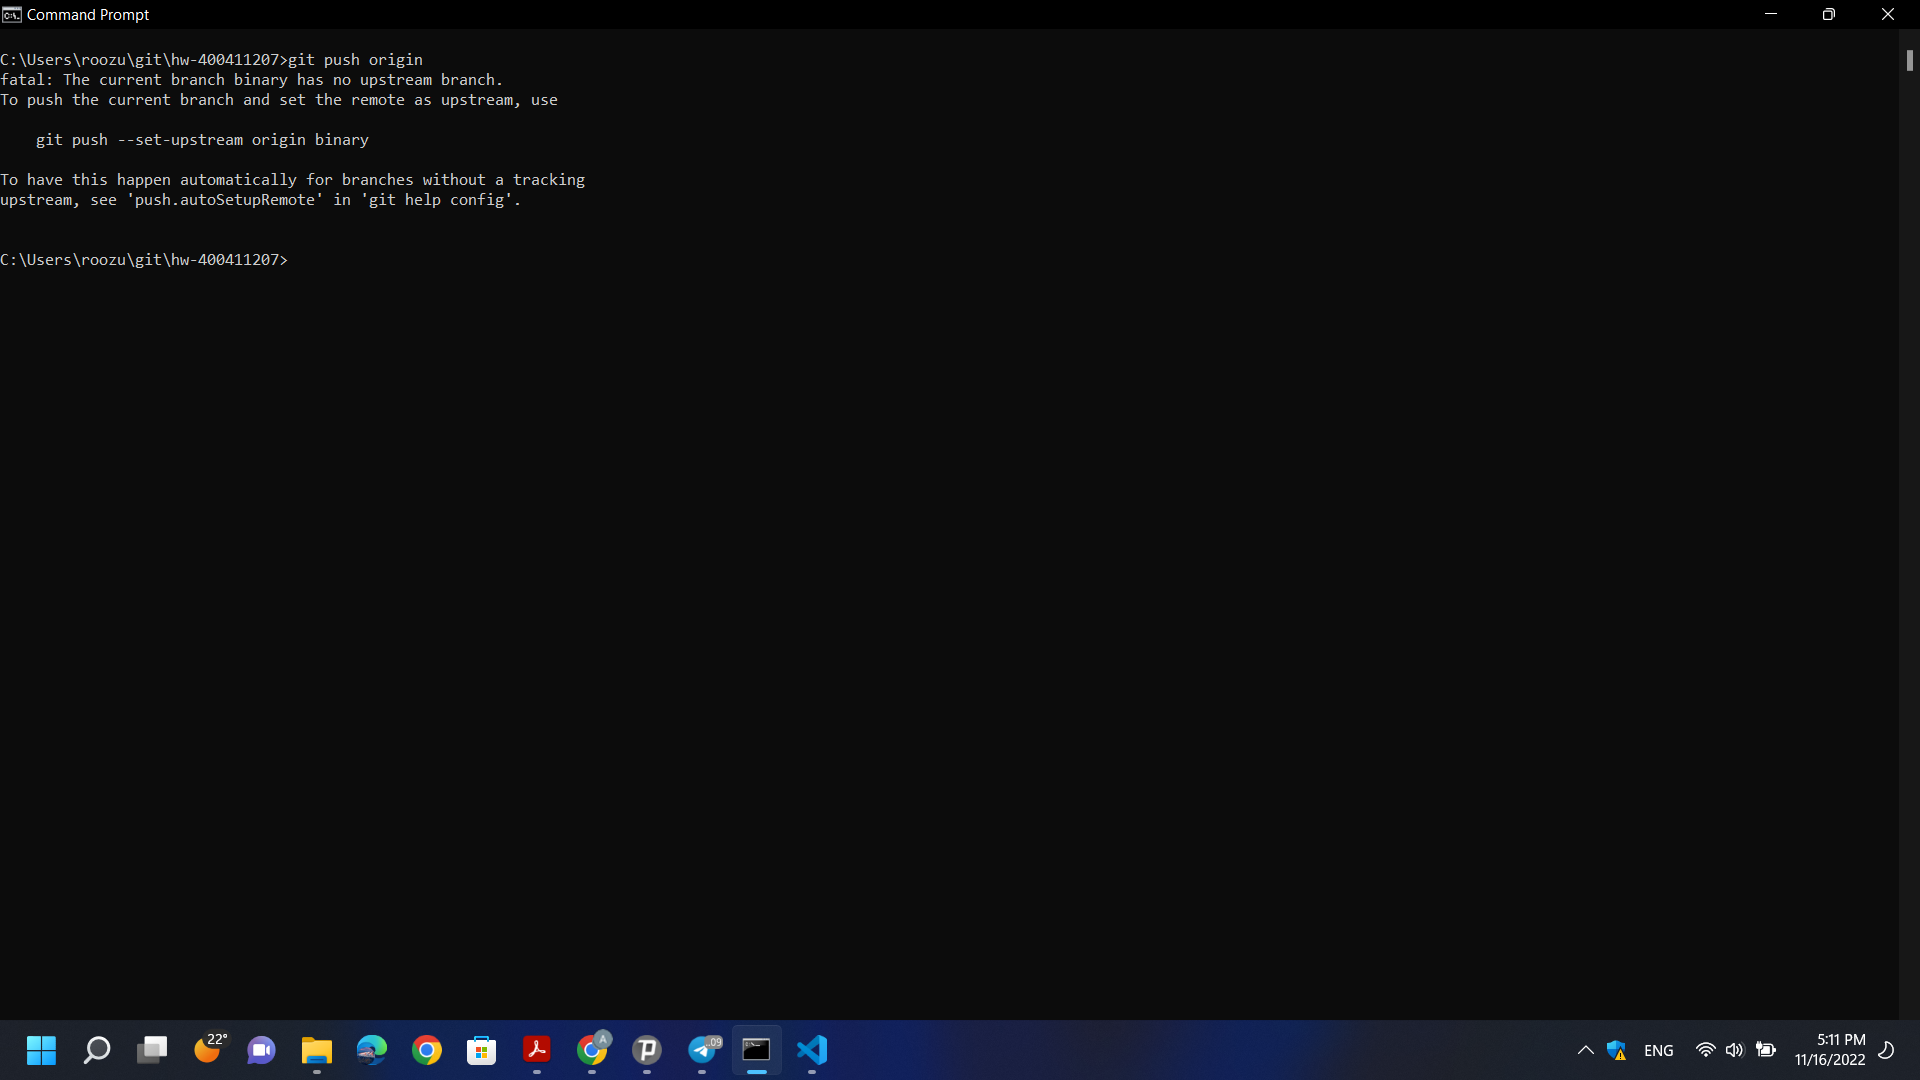 Command Prompt
C:\Users\roozu\git\hw-400411207>git push origin
fatal: The current branch binary has no upstream branch.
To push the current branch and set the remote as upstream, use
    git push --set-upstream origin binary
To have this happen automatically for branches without a tracking
upstream, see 'push.autoSetupRemote' in 'git help config'.
C:\Users\roozu\git\hw-400411207>
22°
A
..09
ENG
5:11 PM
11/16/2022